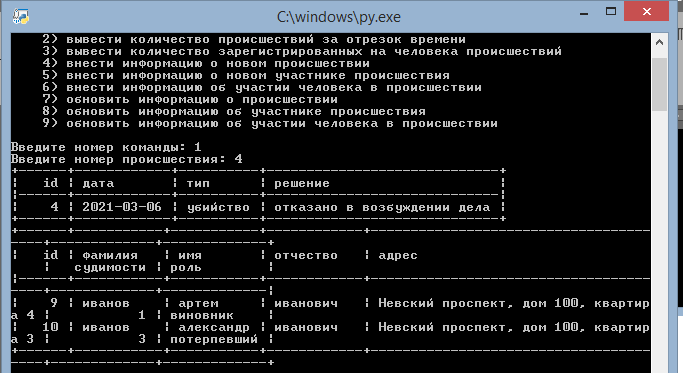 C:\windows\py.exe
2) вывести количество происшествий за отрезок времени
3) вывести количество зарегистрированных на человека происшествий
4) внести информацию о новом происшествии
5) внести информацию о новом участнике происшествия
6) внести информацию об участии человека в происшествии
7) обновить информацию о происшествии
8) обновить информацию об участнике происшествия
9) обновить информацию об участии человека в происшествии
Введите номер команды: 1
Введите номер происшествия: 4
+--------+------------+----------+------------------------------+
¦ id ¦ дата ¦ тип ¦ решение ¦
¦ 4 ¦ 2021-03-06 ¦ убийство ¦ отказано в возбуждении дела ¦
¦ id ¦ фамилия ¦ имя ¦ отчество ¦ адрес
¦ судимости ¦ роль ¦
¦ 9 ¦ иванов ¦ артем ¦ иванович ¦ Невский проспект, дом 100, квартир
а 4 ¦ 1 ¦ виновник ¦
¦ 10 ¦ иванов ¦ александр ¦ иванович ¦ Невский проспект, дом 100, квартир
а 3 ¦ 3 ¦ потерпевший ¦